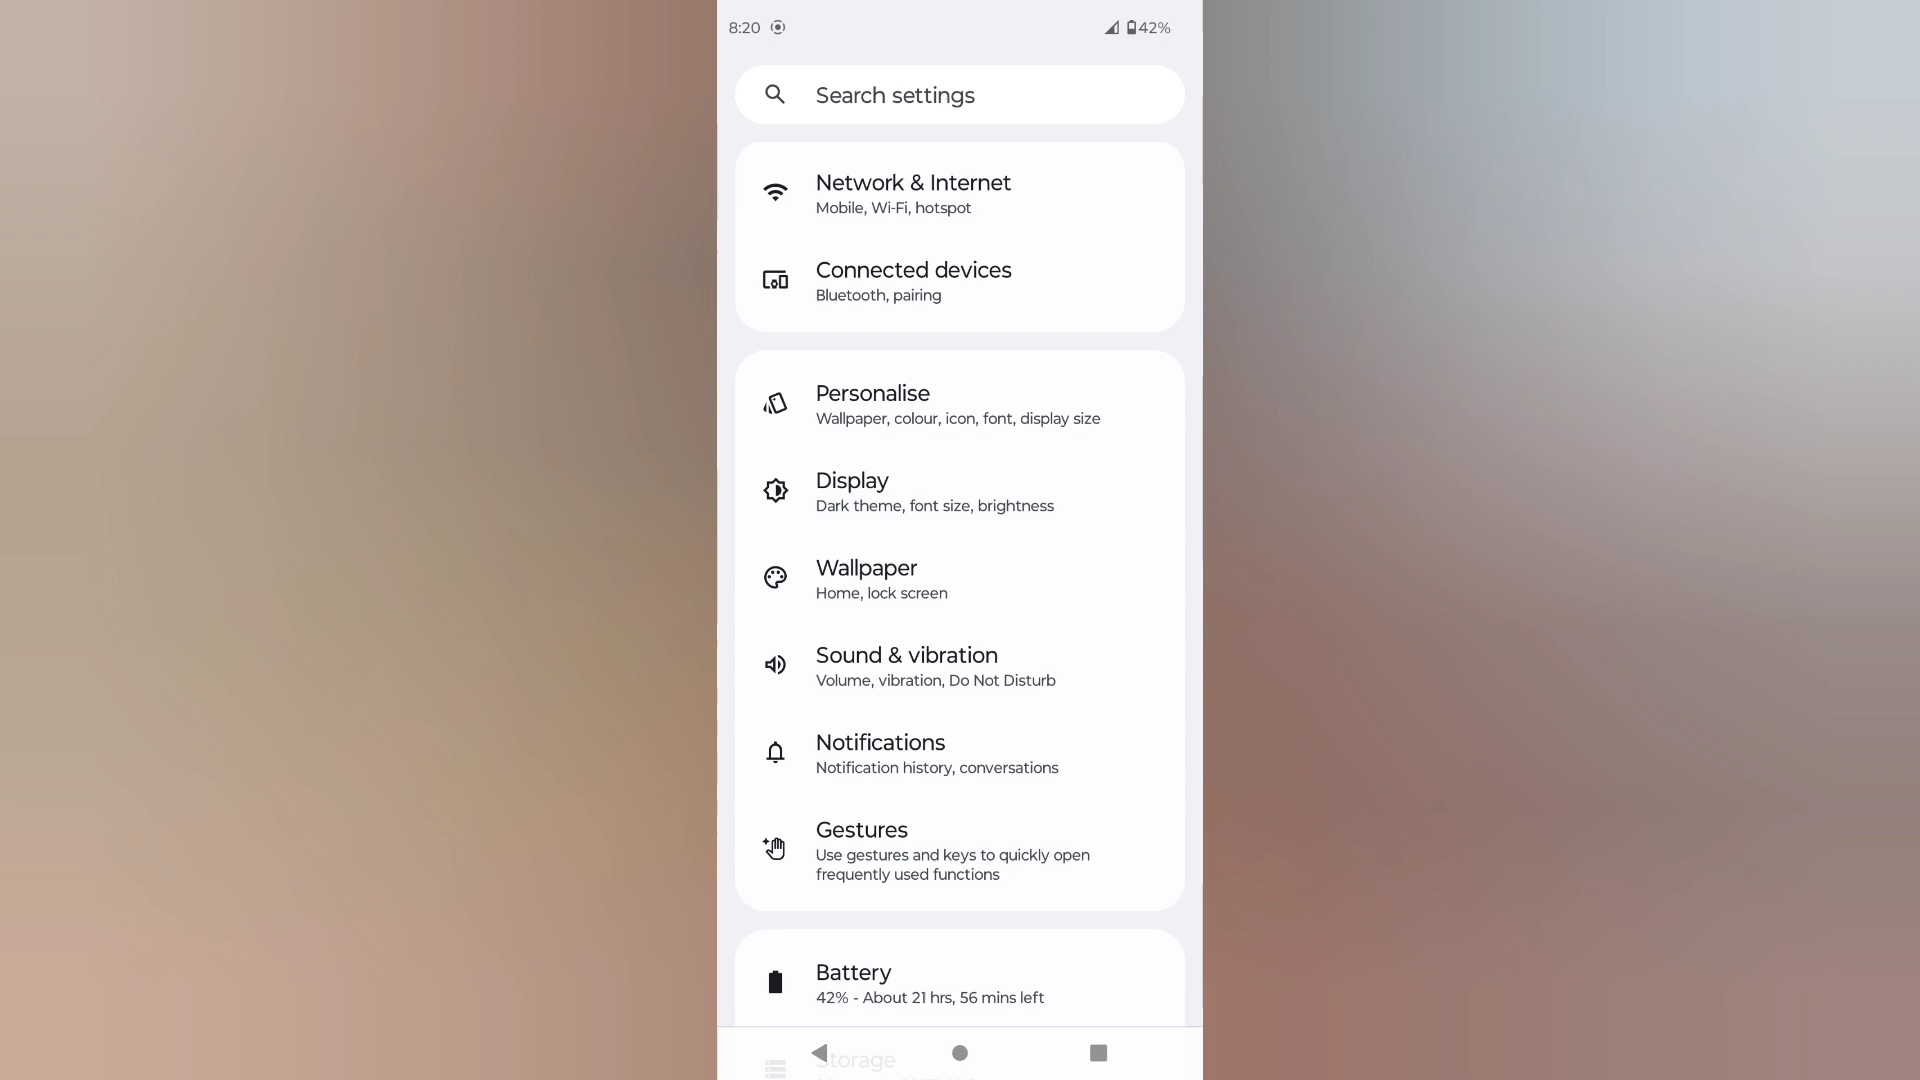 8:20
42%
Search settings
Network & Internet
Mobile, Wi-Fi, hotspot
Connected devices
Bluetooth, pairing
Personalise
Wallpaper, colour, icon, font, display size
Display
Dark theme, font size, brightness
Wallpaper
Home, lock screen
Sound & vibration
Volume, vibration, Do Not Disturb
Notifications
Notification history, conversations
Gestures
Use gestures and keys to quickly open
frequently used functions
Battery
42% - About 21 hrs, 56 mins left
Storage